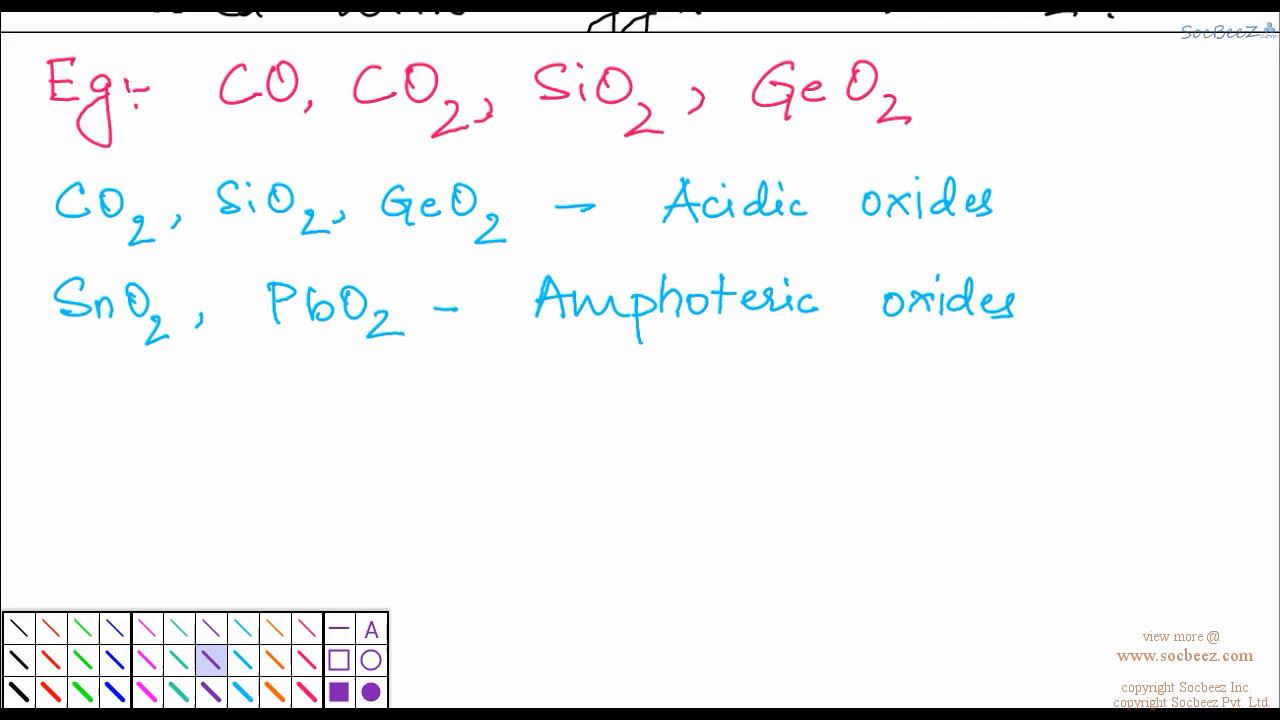 SocBeeZ.com
Eg:- CO, CO2, SiO2, GeO2
CO2, SiO2, GeO2 - Acidic oxides
SnO2, PbO2 - Amphoteric oxides
A
view more @
www.socbeez.com
copyright Socbeez Inc.
copyright Socbeez Pvt. Ltd.